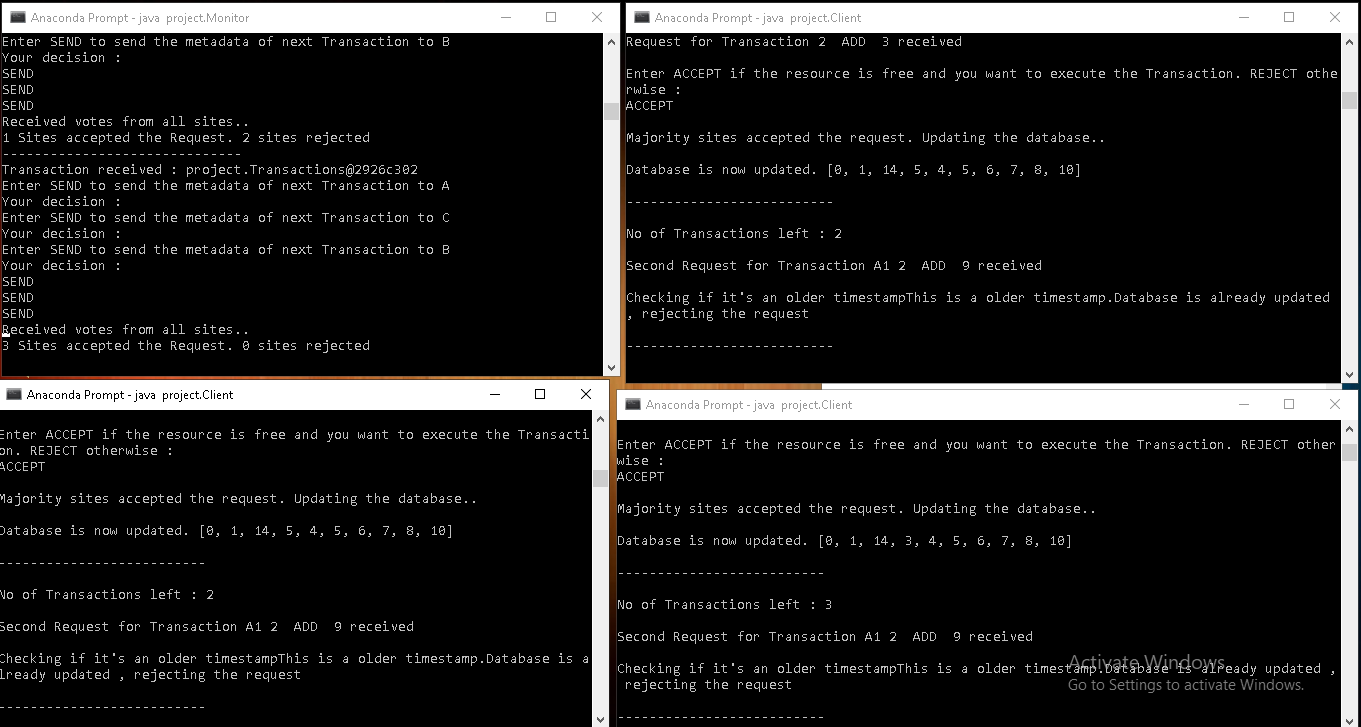 Anaconda Prompt - java project.Monitor
Enter SEND to send the metadata of next Transaction to B
Your decision :
SEND
SEND
SEND
Received votes from all sites..
1 Sites accepted the Request. 2 sites rejected
------------------------------
Transaction received : project.Transactions@2926c302
Enter SEND to send the metadata of next Transaction to A
Your decision :
Enter SEND to send the metadata of next Transaction to C
Your decision :
Enter SEND to send the metadata of next Transaction to B
Your decision :
SEND
SEND
SEND
Received votes from all sites..
3 Sites accepted the Request. 0 sites rejected
Anaconda Prompt - java project.Client
Request for Transaction 2 ADD 3 received
Enter ACCEPT if the resource is free and you want to execute the Transaction. REJECT othe
rwise :
ACCEPT
Majority sites accepted the request. Updating the database..
Database is now updated. [0, 1, 14, 5, 4, 5, 6, 7, 8, 10]
--------------------------
No of Transactions left : 2
Second Request for Transaction A1 2 ADD 9 received
Checking if it's an older timestampThis is a older timestamp.Database is already updated
, rejecting the request
--------------------------
Anaconda Prompt - java project.Client
Enter ACCEPT if the resource is free and you want to execute the Transacti
on. REJECT otherwise :
ACCEPT
Majority sites accepted the request. Updating the database..
Database is now updated. [0, 1, 14, 5, 4, 5, 6, 7, 8, 10]
--------------------------
No of Transactions left : 2
Second Request for Transaction A1 2 ADD 9 received
Checking if it's an older timestampThis is a older timestamp.Database is a
lready updated , rejecting the request
--------------------------
Anaconda Prompt - java project.Client
Enter ACCEPT if the resource is free and you want to execute the Transaction. REJECT other
wise :
ACCEPT
Majority sites accepted the request. Updating the database..
Database is now updated. [0, 1, 14, 3, 4, 5, 6, 7, 8, 10]
--------------------------
No of Transactions left : 3
Second Request for Transaction A1 2 ADD 9 received
Checking if it's an older timestampThis is a older timestamp.Database is already updated ,
rejecting the request
--------------------------
Activate Windows
Go to Settings to activate Windows.